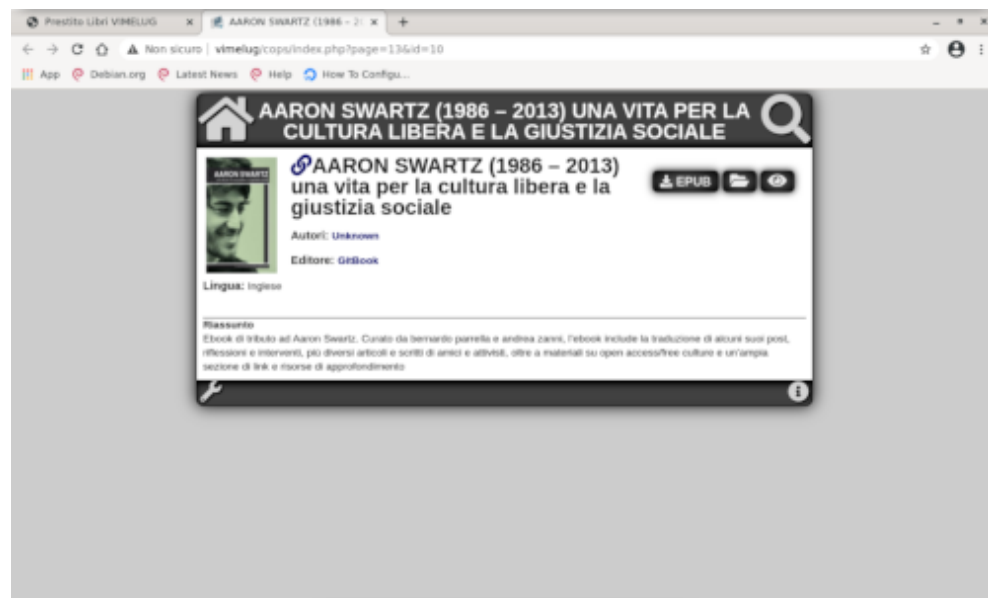 Prestito Libri VIMELUG
AARON SWARTZ (1986 – 2
Non sicuro | vimelug/cops/index.php?page=13&id=10
App Debian.org Latest News Help How To Configu...
AARON SWARTZ (1986 – 2013) UNA VITA PER LA
CULTURA LIBERA E LA GIUSTIZIA SOCIALE
AARON SWARTZ
AARON SWARTZ (1986 – 2013)
una vita per la cultura libera e la
giustizia sociale
EPUB
Autori: Unknown
Editore: GitBook
Lingua: Inglese
Riassunto
Ebook di tributo ad Aaron Swartz. Curato da bernardo parrella e andrea zanni, l'ebook include la traduzione di alcuni suoi post,
riflessioni e interventi, più diversi articoli e scritti di amici e attivisti, oltre a materiali su open access/free culture e un'ampia
sezione di link e risorse di approfondimento